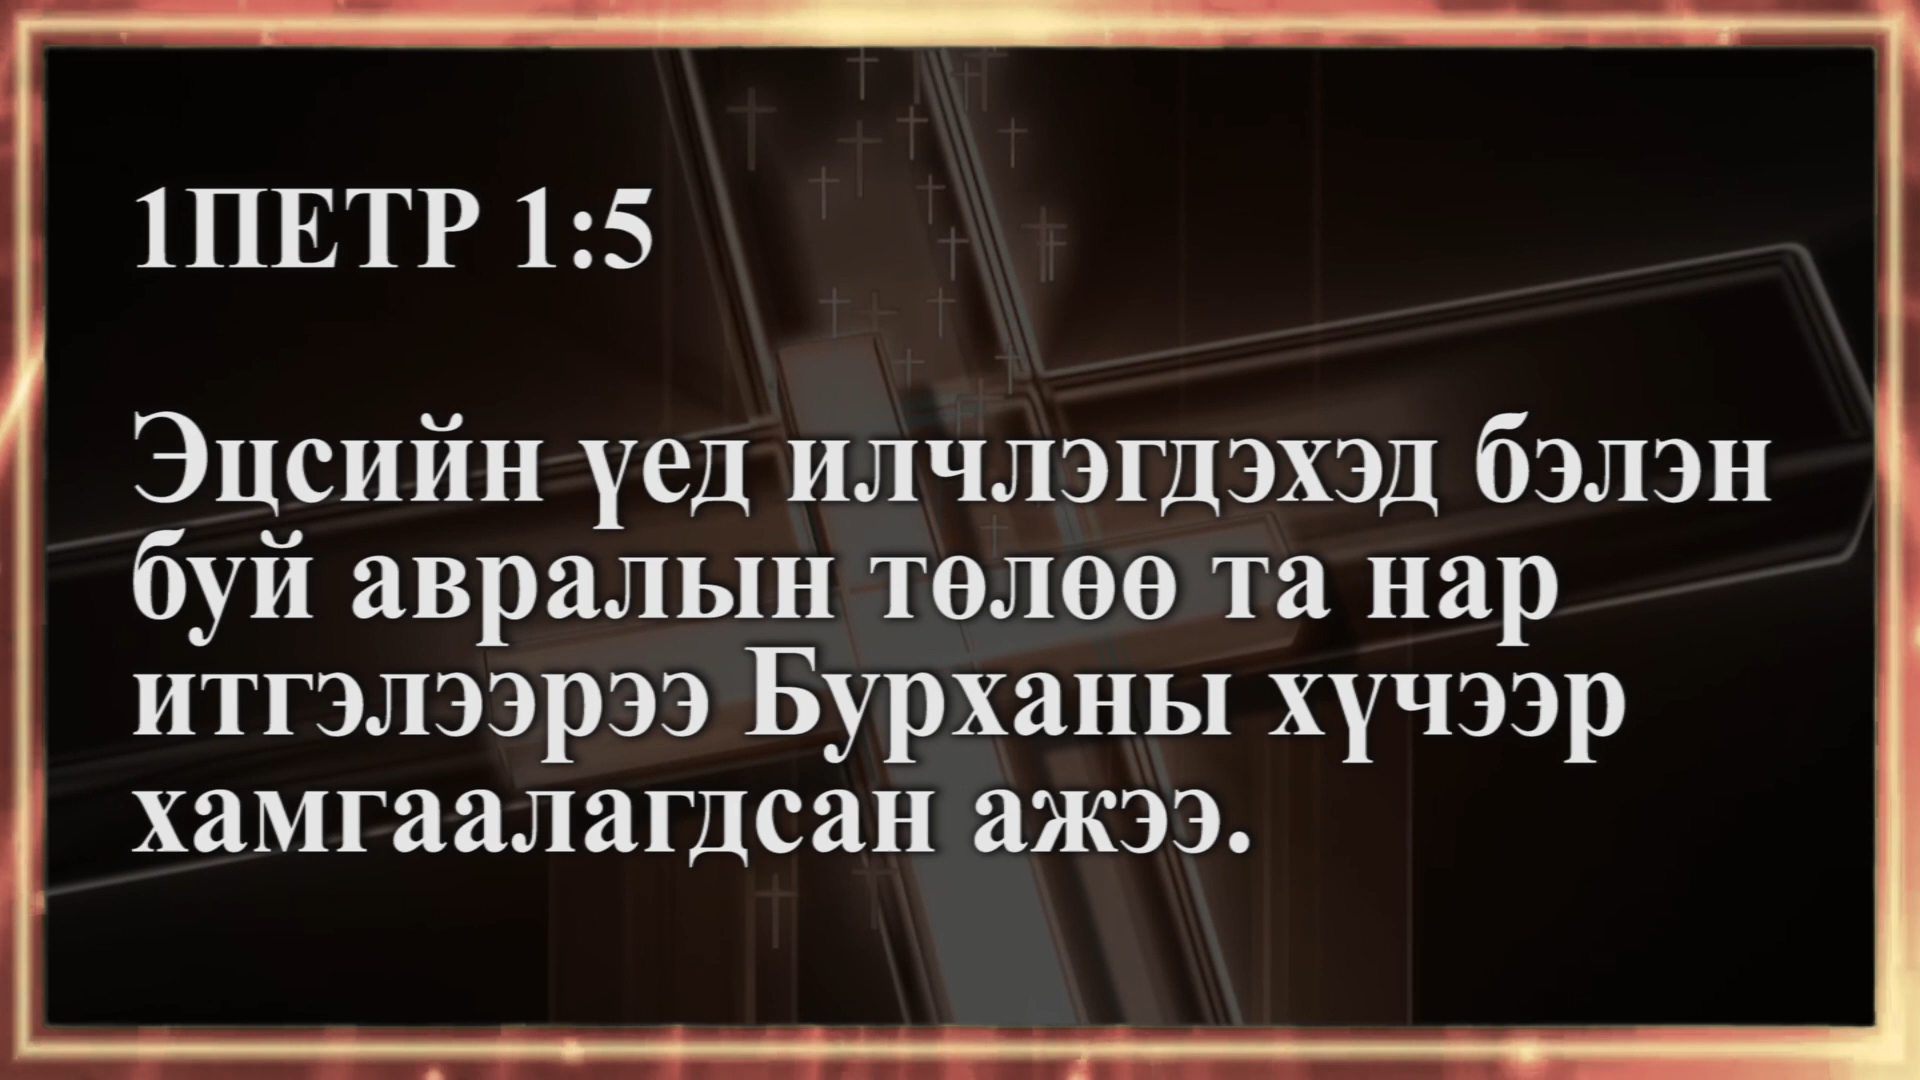 1ПЕТР 1:5
Эцсийн үед илчлэгдэхэд бэлэн
буй авралын төлөө та нар
итгэлээрээ Бурханы хүчээр
хамгаалагдсан ажээ.